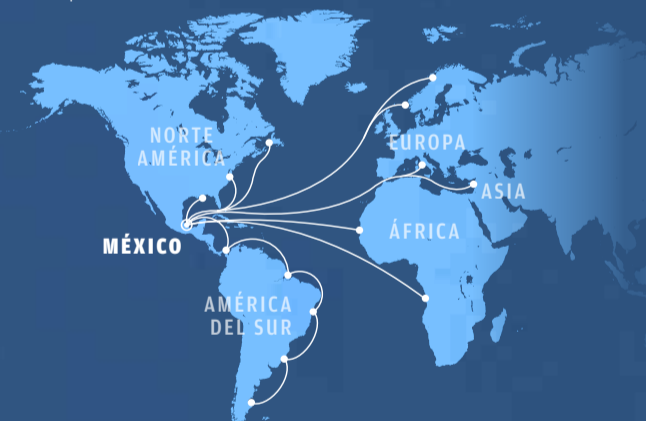 NORTE
AMÉRICA
EUROPA
ASIA
ÁFRICA
MÉXICO
AMÉRICA
DEL SUR